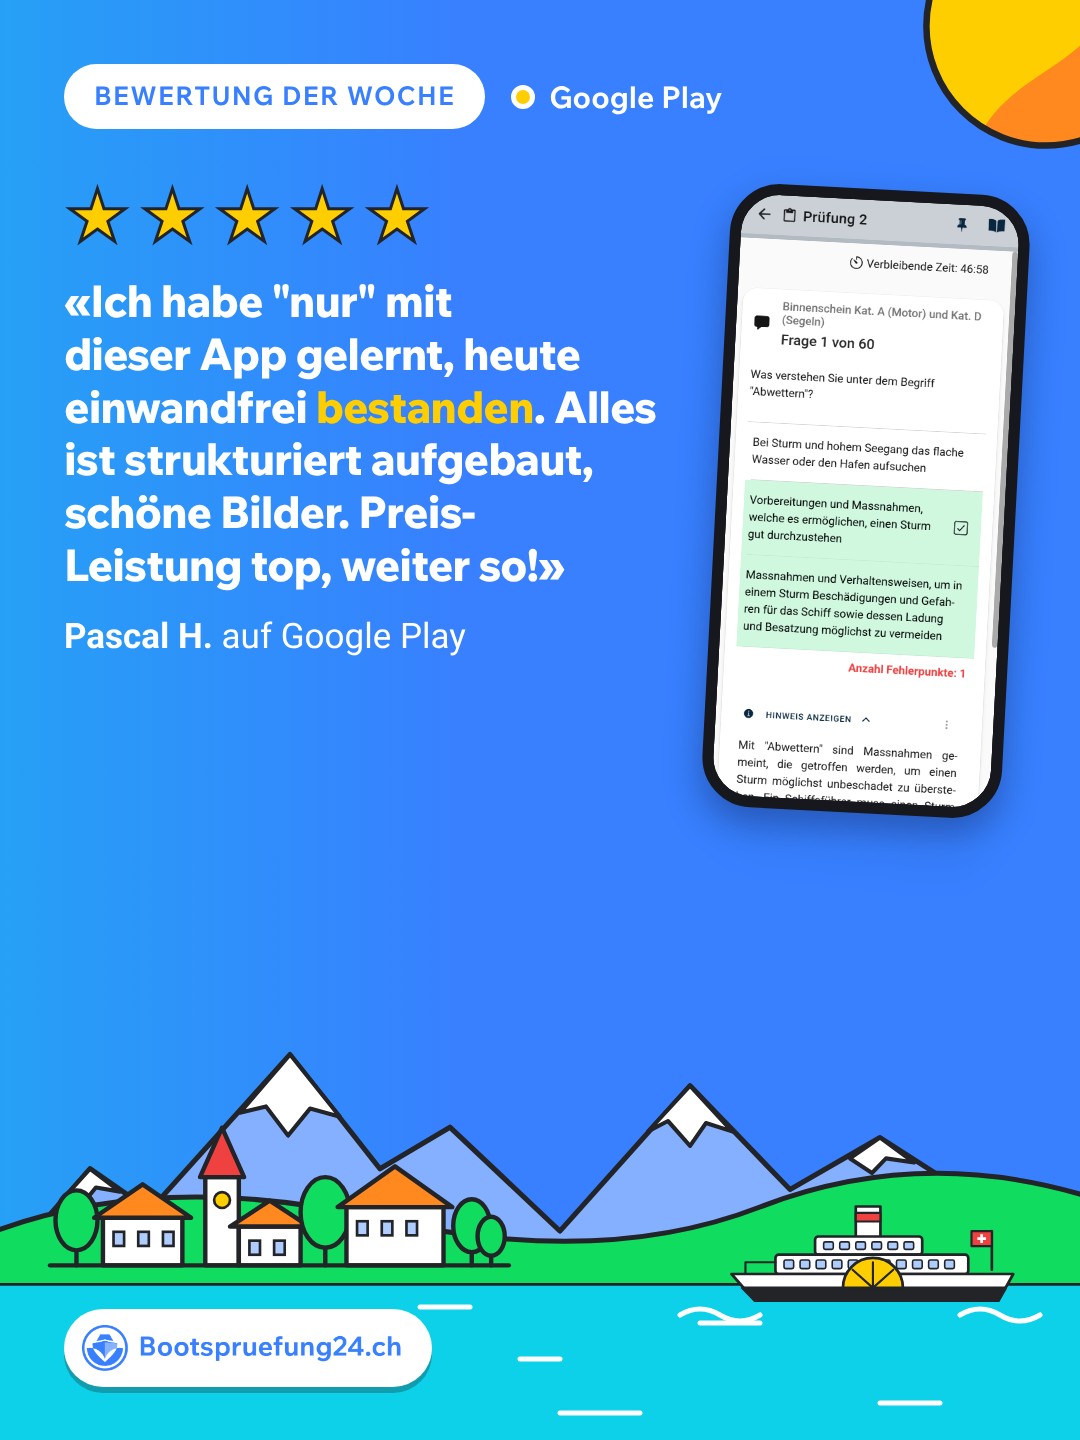 BEWERTUNG DER WOCHE
Google Play
«Ich habe "nur" mit
dieser App gelernt, heute
einwandfrei bestanden. Alles
ist strukturiert aufgebaut,
schöne Bilder. Preis-
Leistung top, weiter so!»
Pascal H. auf Google Play
Prüfung 2
Verbleibende Zeit: 46:58
Binnenschein Kat. A (Motor) und Kat. D
(Segeln)
Frage 1 von 60
Was verstehen Sie unter dem Begriff
"Abwettern"?
Bei Sturm und hohem Seegang das flache
Wasser oder den Hafen aufsuchen
Vorbereitungen und Massnahmen,
welche es ermöglichen, einen Sturm
gut durchzustehen
Massnahmen und Verhaltensweisen, um in
einem Sturm Beschädigungen und Gefah-
ren für das Schiff sowie dessen Ladung
und Besatzung möglichst zu vermeiden
Anzahl Fehlerpunkte: 1
HINWEIS ANZEIGEN
Mit "Abwettern" sind Massnahmen ge-
meint, die getroffen werden, um einen
Sturm möglichst unbeschadet zu überste-
hen. Ein Schiffsführer muss einen Sturm
Bootspruefung24.ch